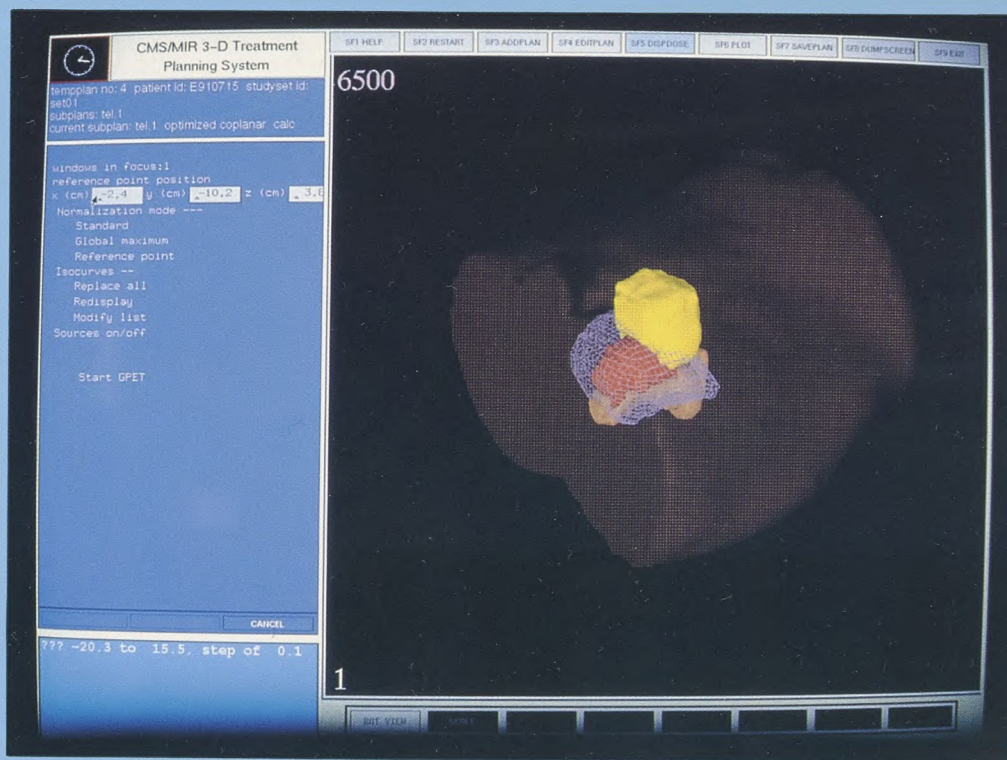 CMS/MIR 3-D Treatment
Planning System
tempplan no: 4 patient id: E910715 studyset id:
set01
subplans: tel.1
current subplan: tel.1 optimized coplanar calc
SF1 HELP SF2 RESTART SF3 ADDPLAN SF4 EDITPLAN SF5 DISPDOSE SF6 PLOT SF7 SAVEPLAN SF8 DUMPSCREEN SF9 EXIT
6500
windows in focus:1
reference point position
x (cm) -2.4 y (cm) -10.2 z (cm) 3.6
Normalization mode ---
Standard
Global maximum
Reference point
Isocurves --
Replace all
Redisplay
Modify list
Sources on/off
Start GPET
CANCEL
??? -20.3 to 15.5, step of 0.1
1
ROT VIEW